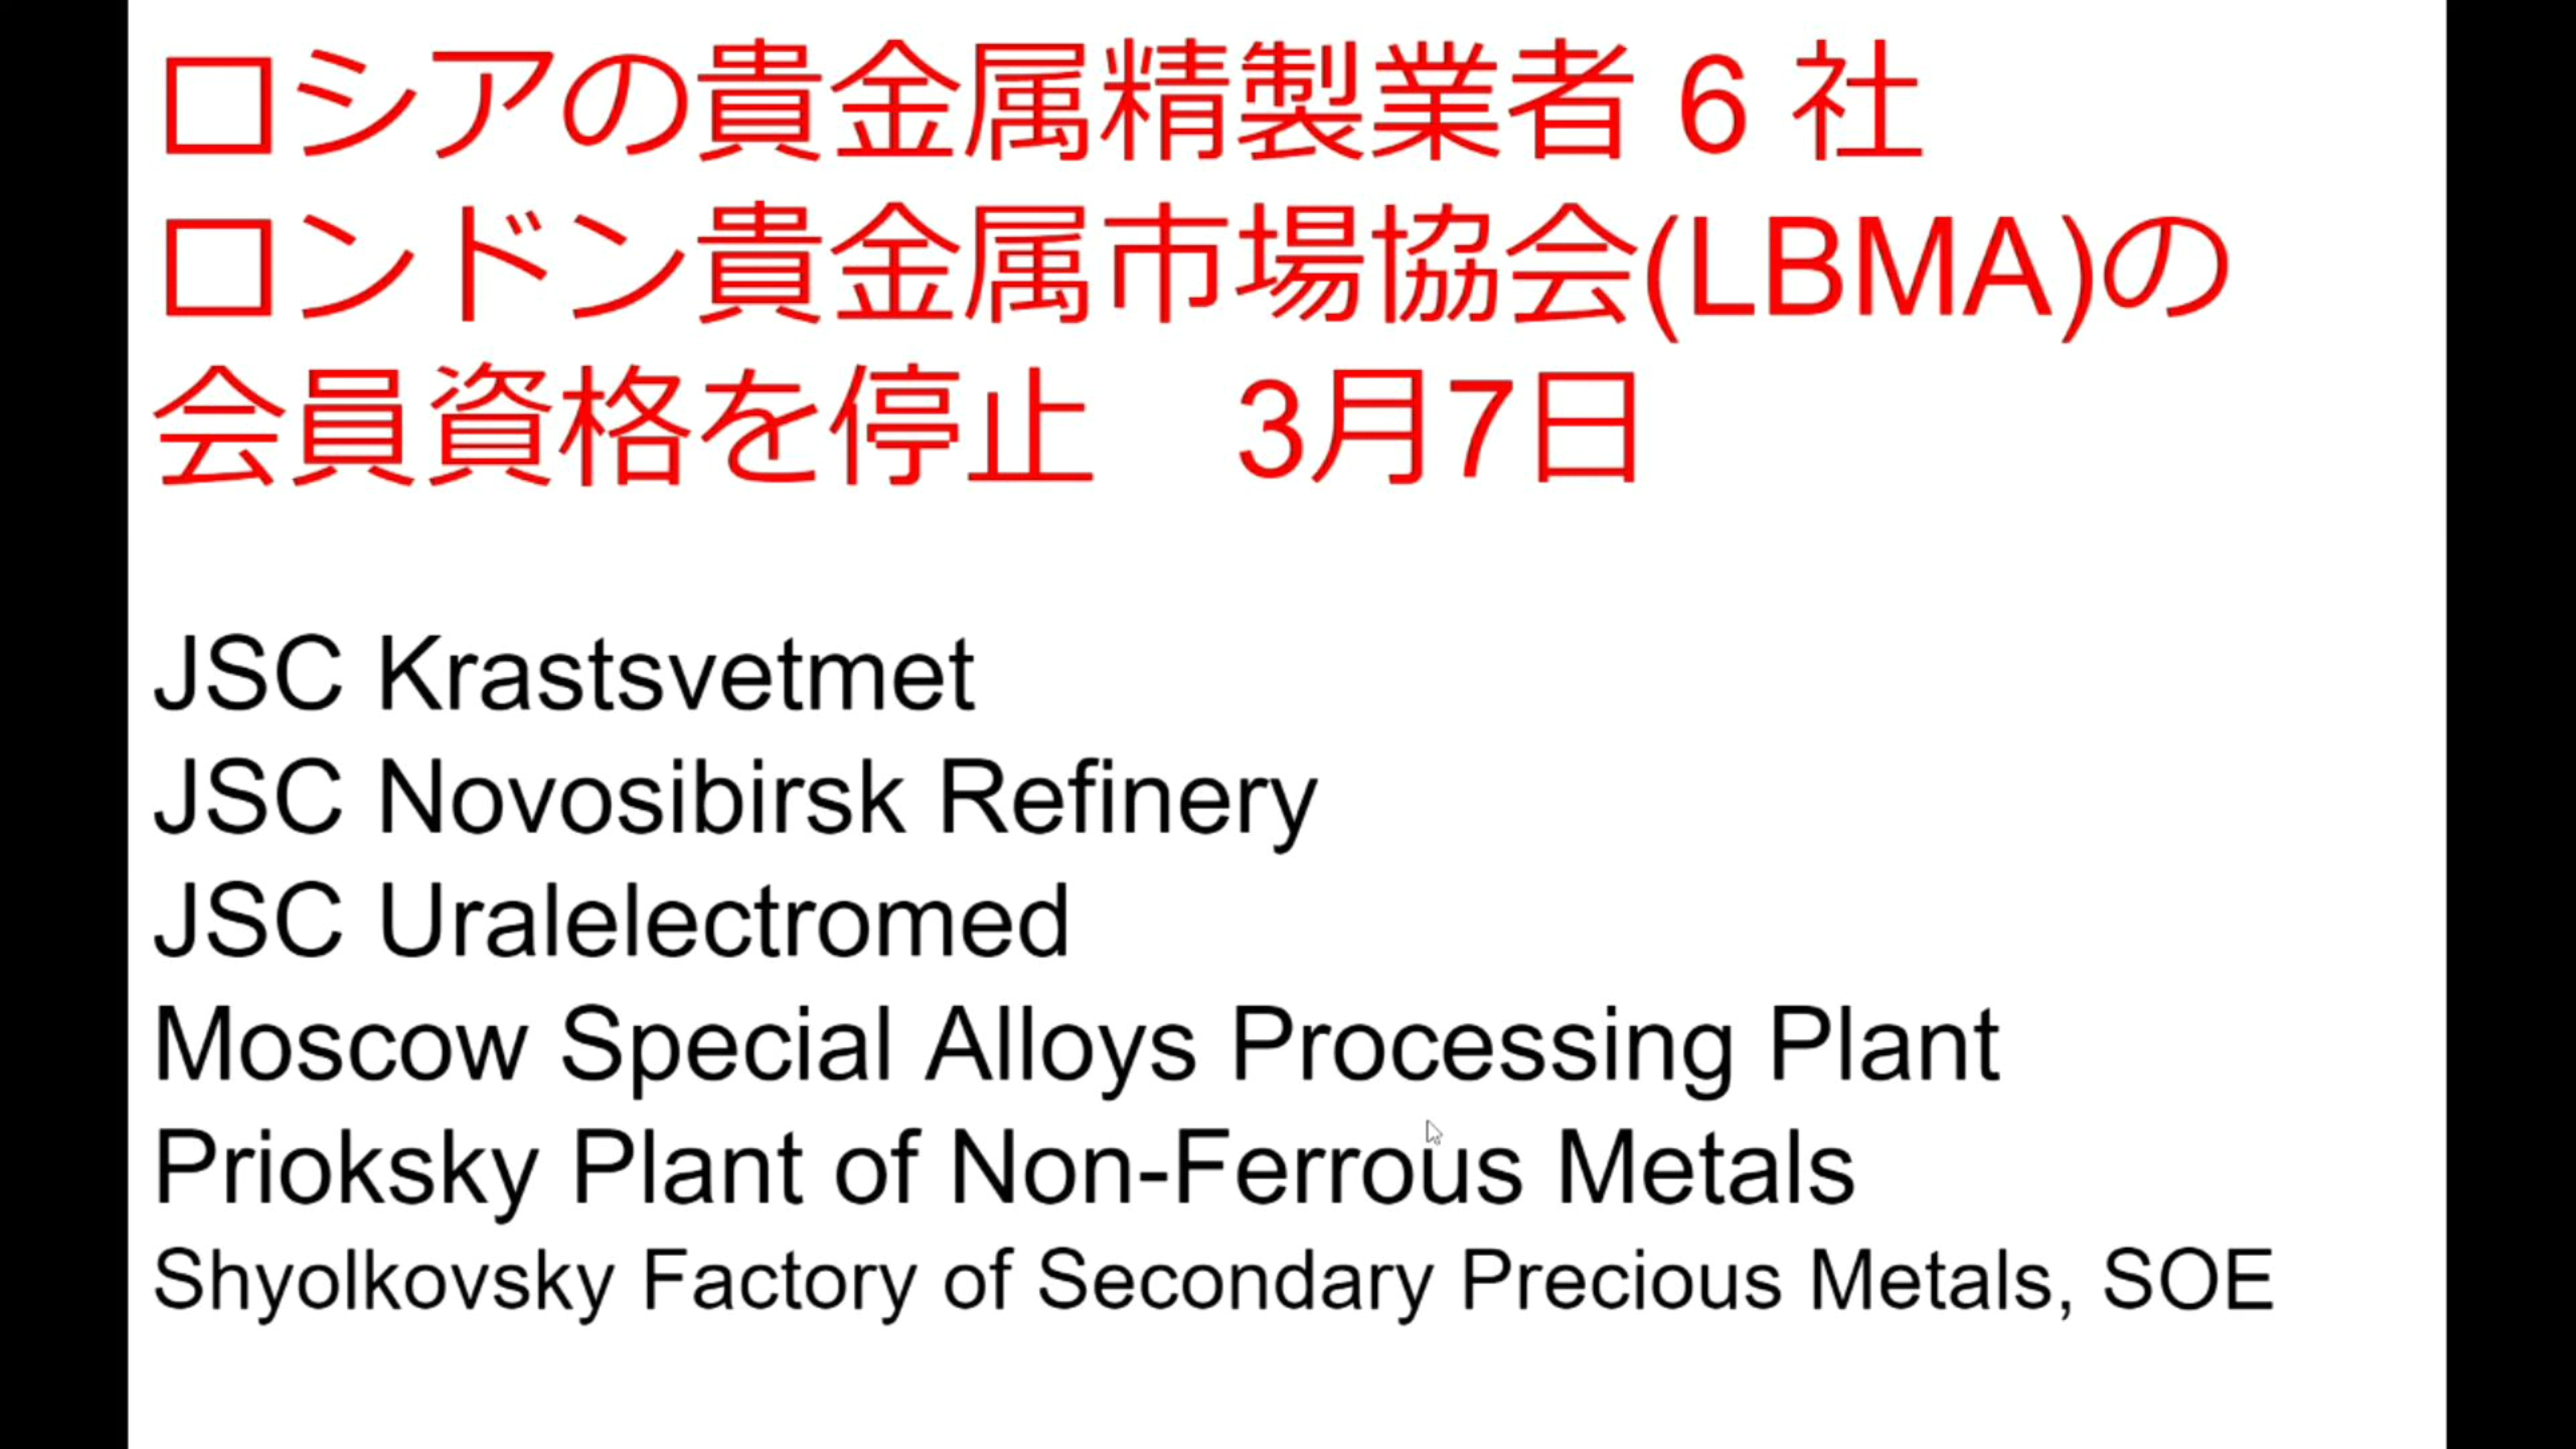 ロシアの貴金属精製業者 6 社
ロンドン貴金属市場協会(LBMA)の
会員資格を停止　3月7日
JSC Krastsvetmet
JSC Novosibirsk Refinery
JSC Uralelectromed
Moscow Special Alloys Processing Plant
Prioksky Plant of Non-Ferrous Metals
Shyolkovsky Factory of Secondary Precious Metals, SOE